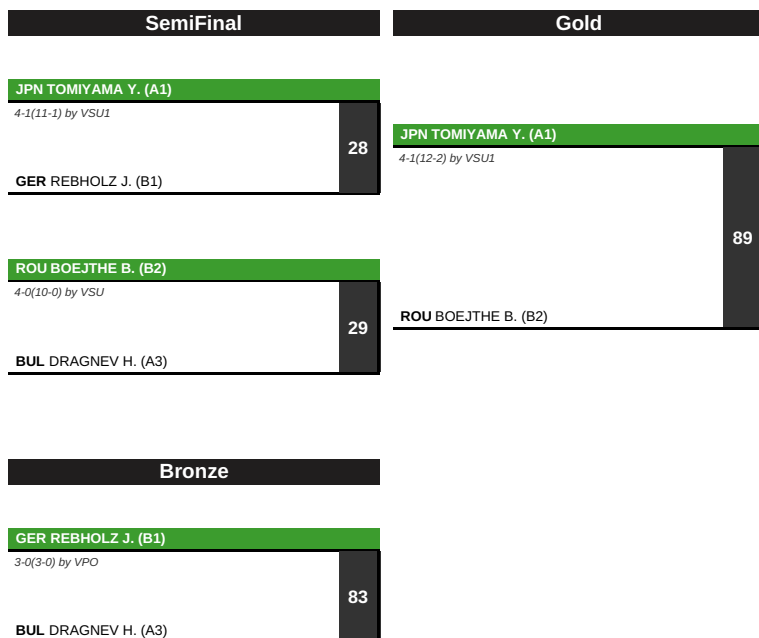 SemiFinal
JPN TOMIYAMA Y. (A1)
4-1(11-1) by VSU1
28
GER REBHOLZ J. (B1)
ROU BOEJTHE B. (B2)
4-0(10-0) by VSU
29
BUL DRAGNEV H. (A3)
Gold
JPN TOMIYAMA Y. (A1)
4-1(12-2) by VSU1
89
ROU BOEJTHE B. (B2)
Bronze
GER REBHOLZ J. (B1)
3-0(3-0) by VPO
83
BUL DRAGNEV H. (A3)